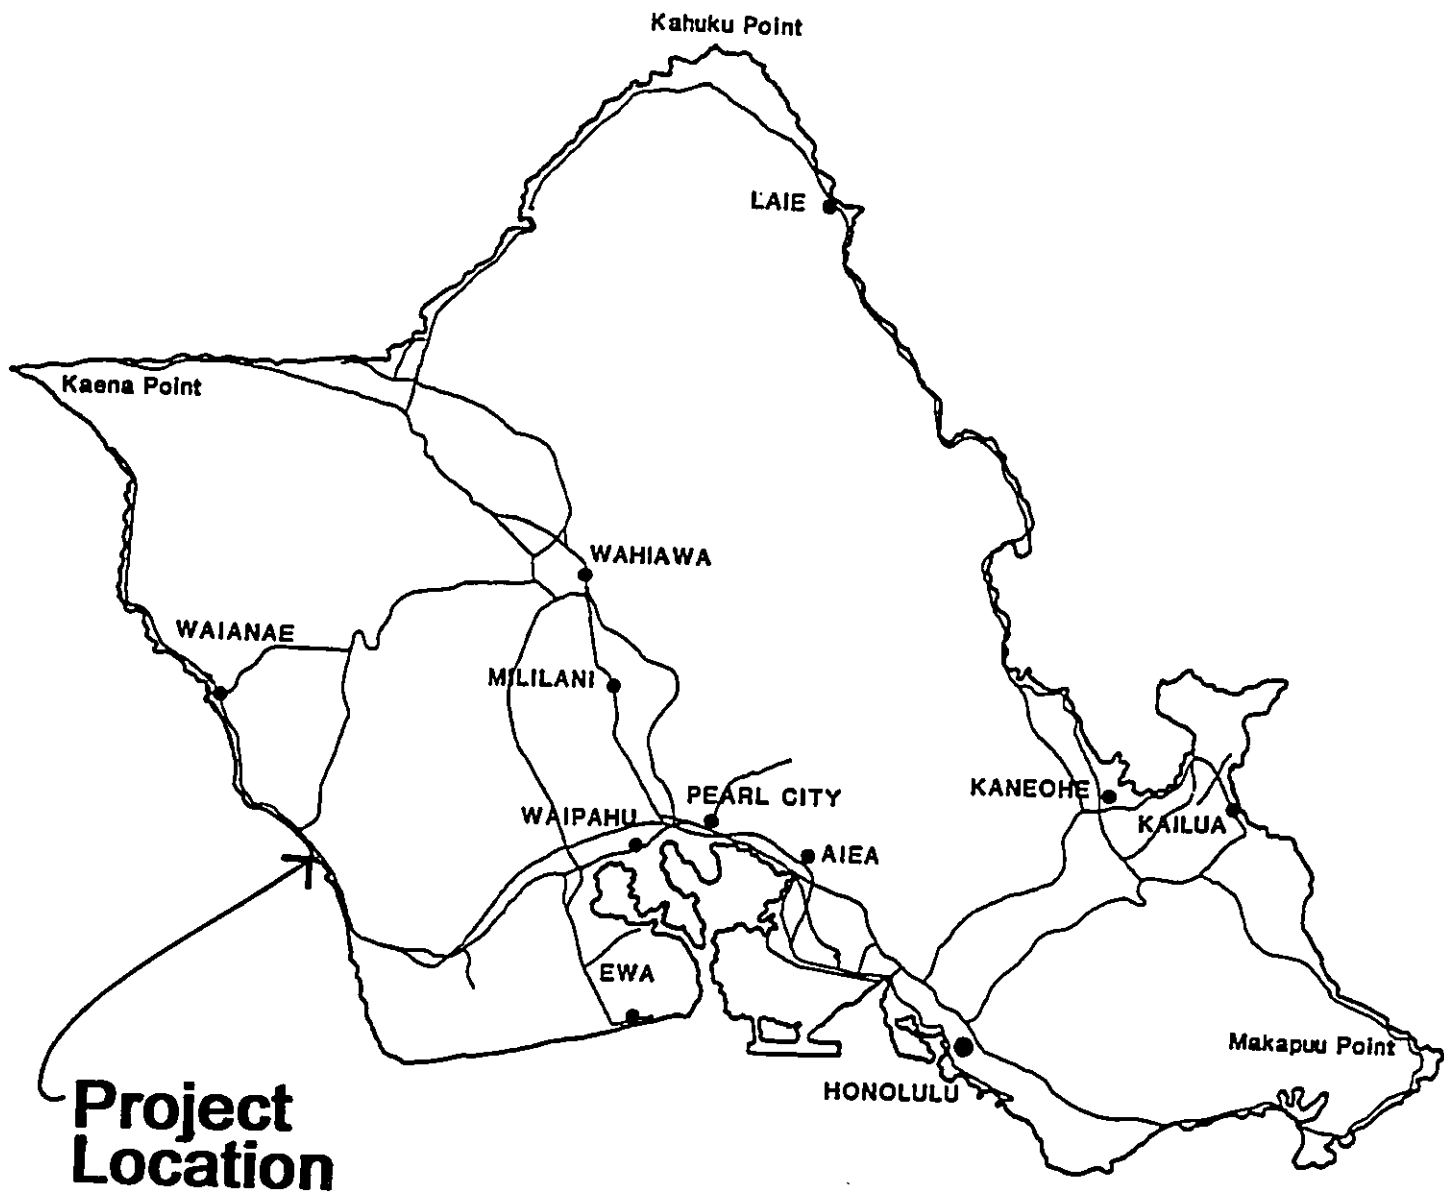 Kahuku Point
LAIE
Kaena Point
WAHIAWA
WAIANAE
MILILANI
PEARL CITY
KANEOHE
WAIPAHU
KAILUA
AIEA
EWA
Makapuu Point
HONOLULU
Project
Location